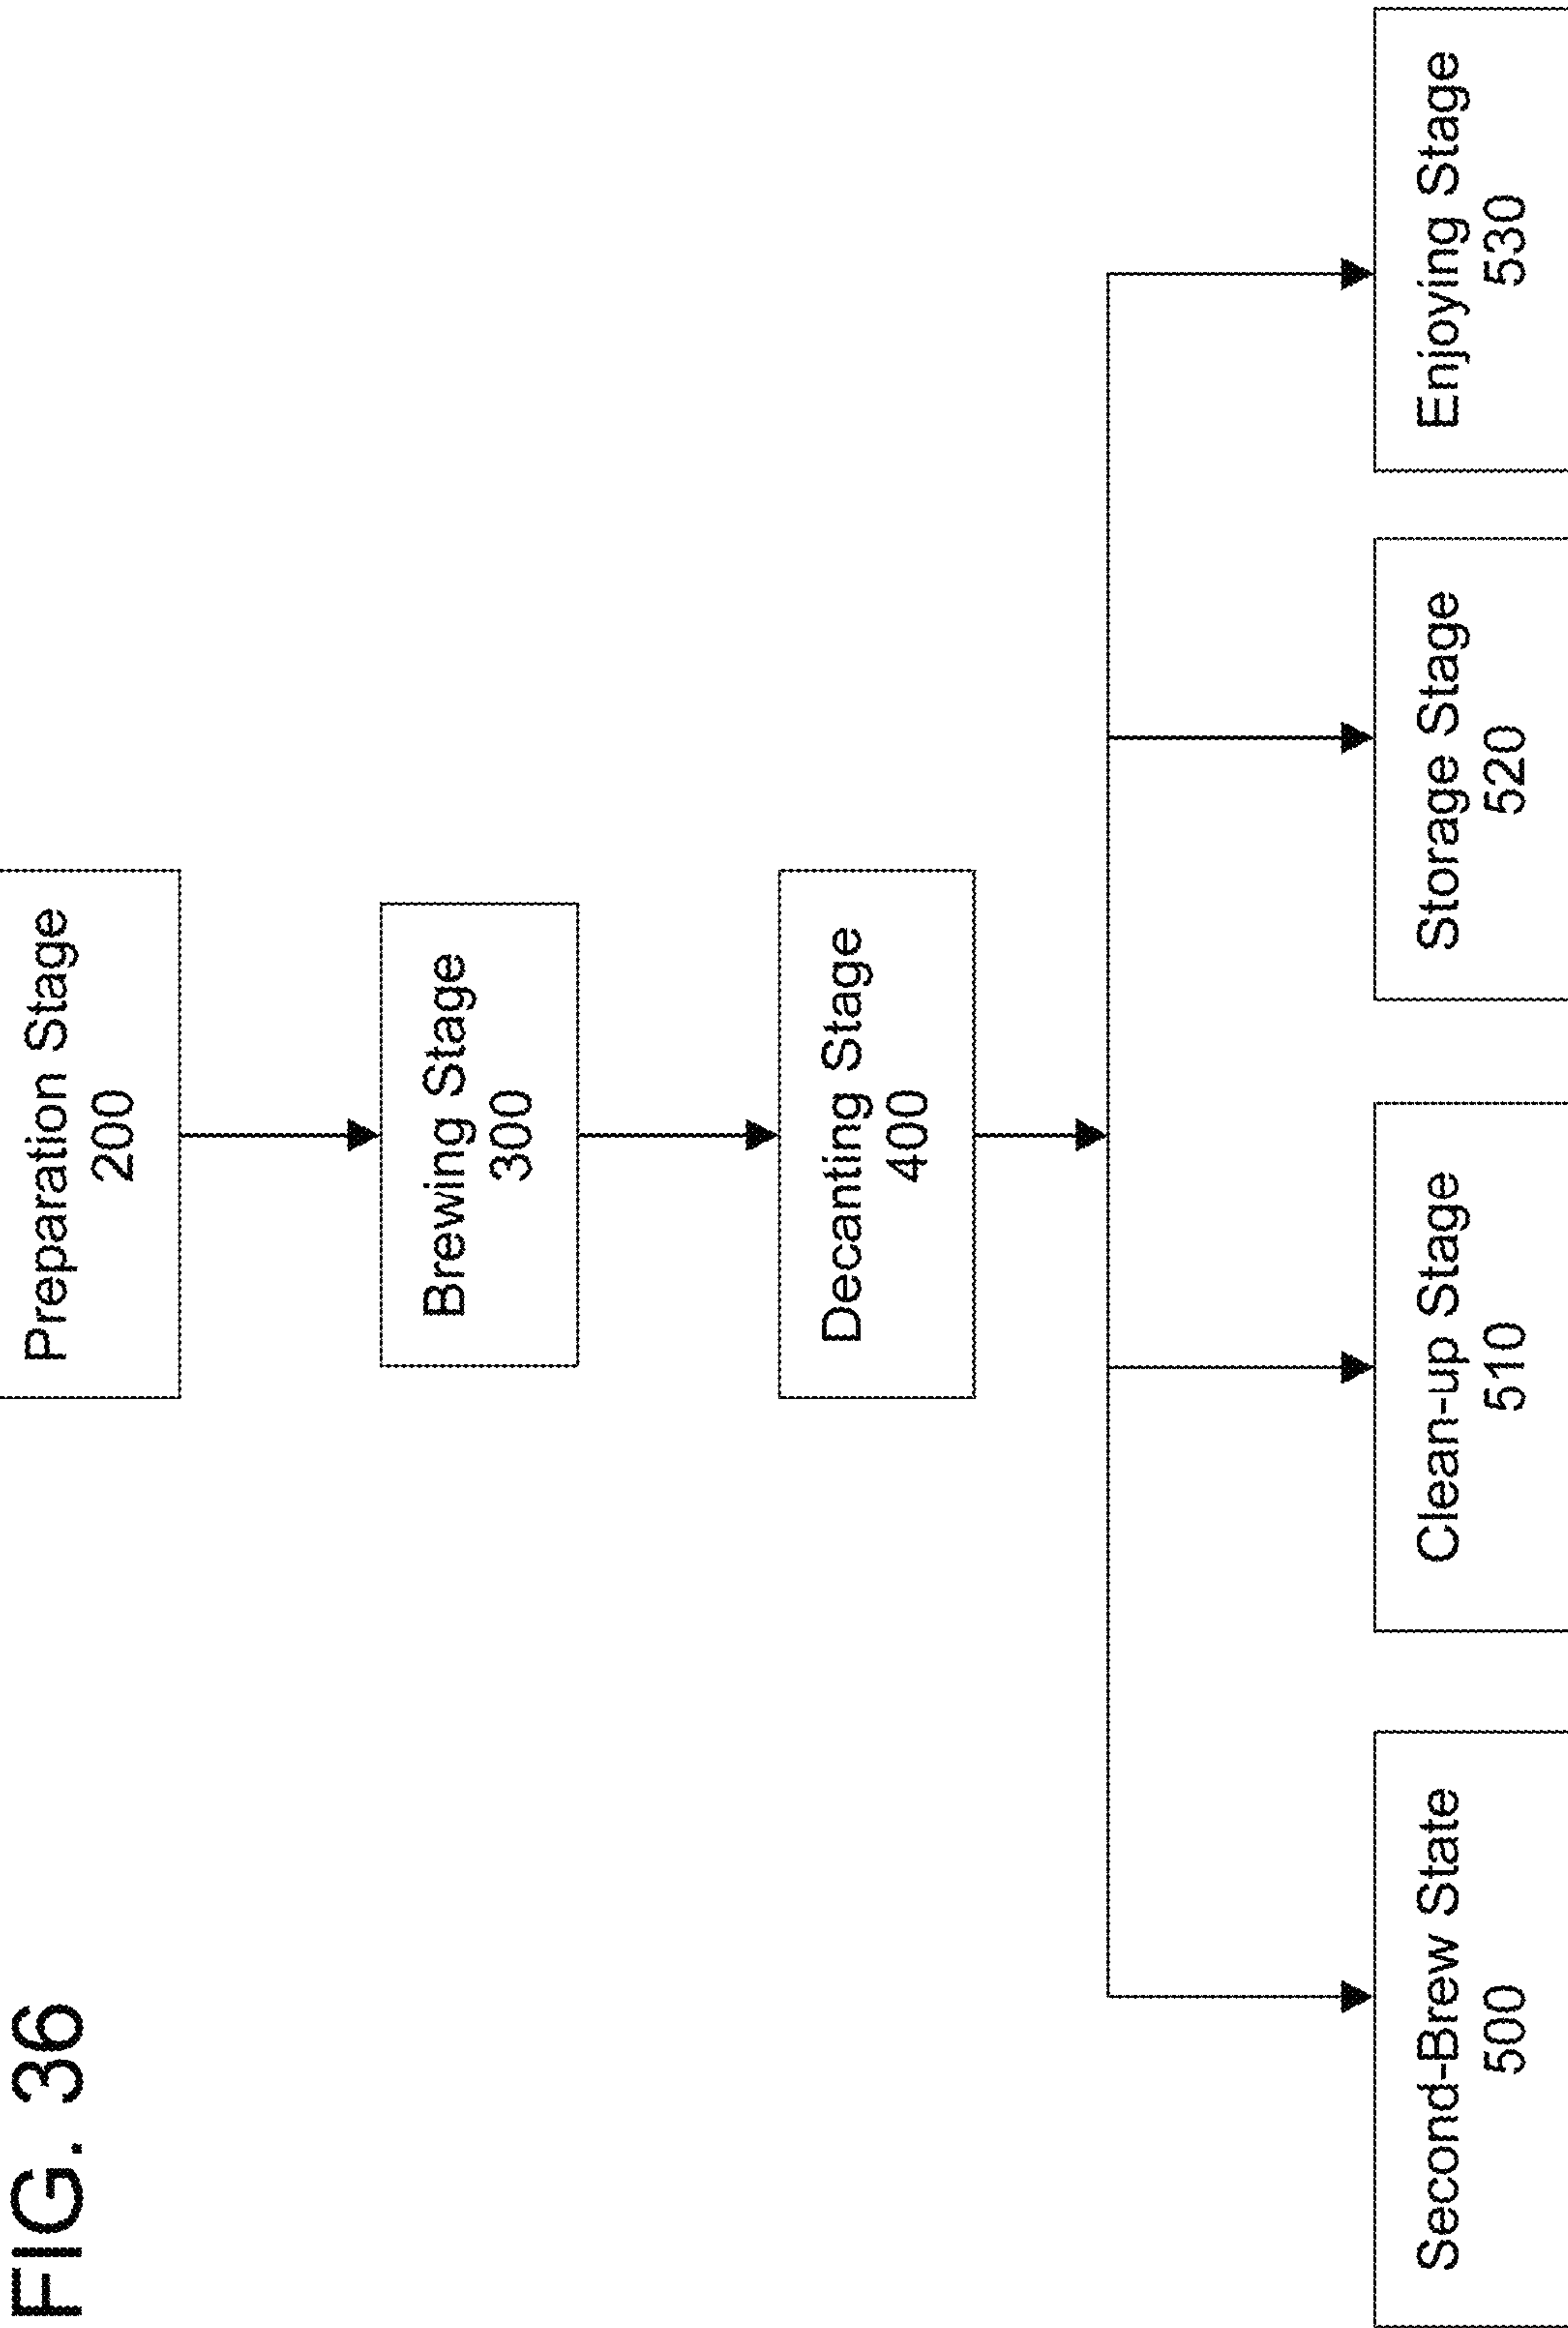 FIG. 36
Preparation Stage
200
Brewing Stage
300
Decanting Stage
400
Second-Brew State
500
Clean-up Stage
510
Storage Stage
520
Enjoying Stage
530